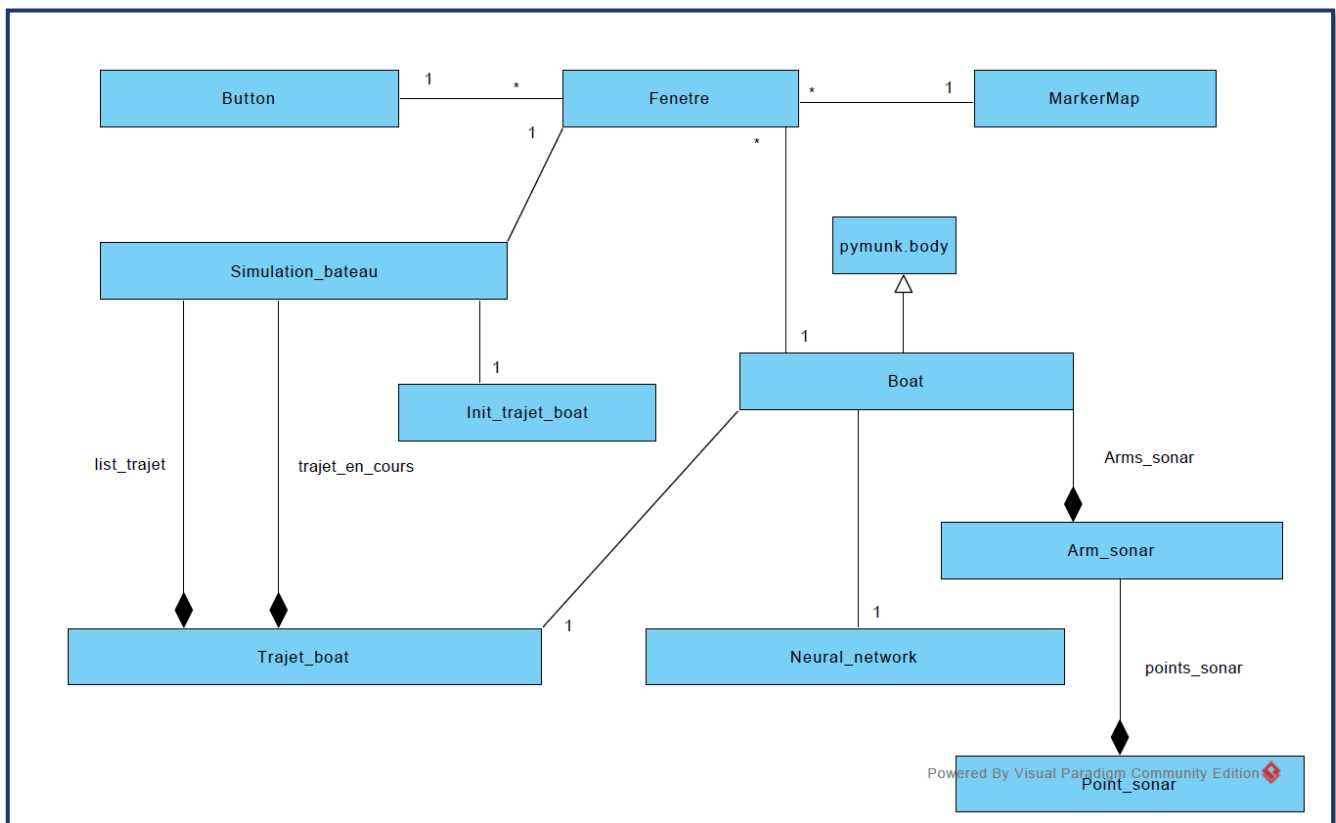 Button
1
*
Fenetre
*
1
MarkerMap
1
*
pymunk.body
Simulation_bateau
1
1
Boat
Init_trajet_boat
list_trajet
trajet_en_cours
Arms_sonar
Arm_sonar
1
1
Trajet_boat
Neural_network
points_sonar
Powered By Visual Paradigm Community Edition
Point_sonar